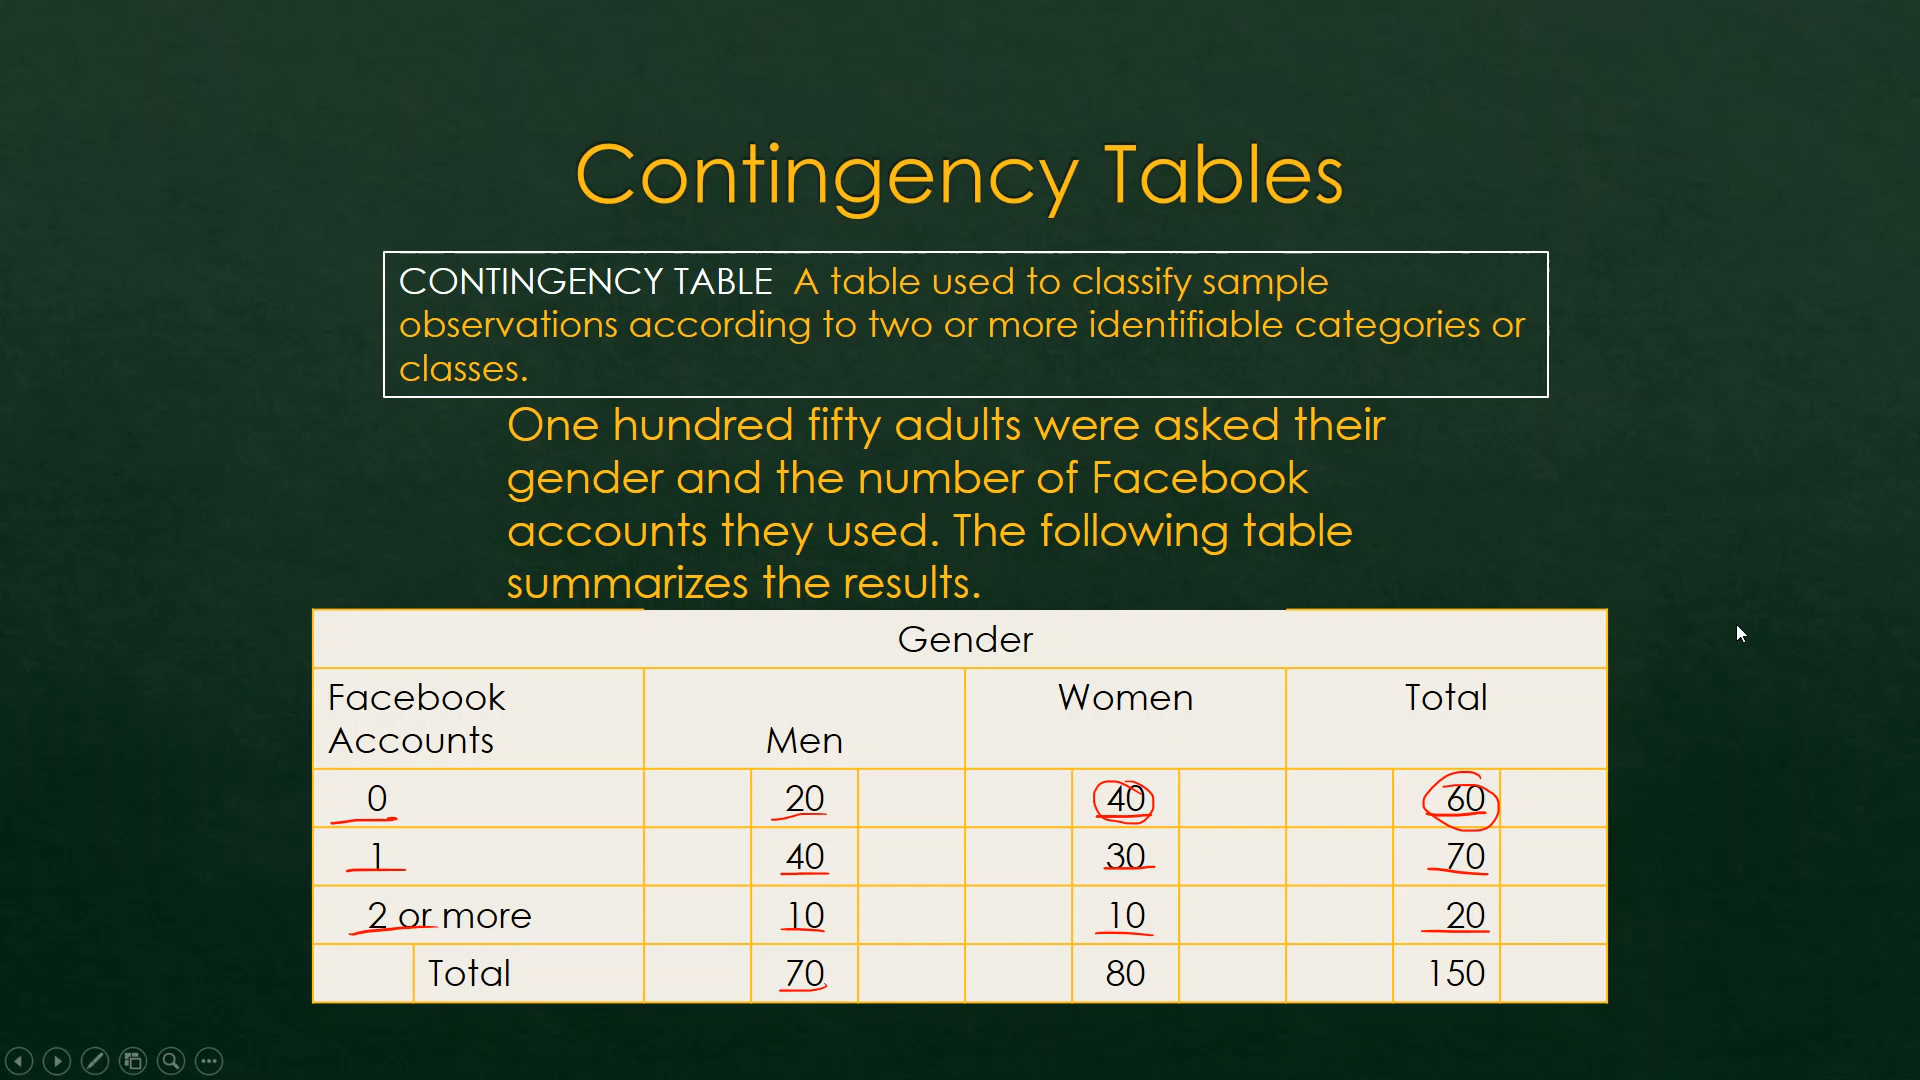 Contingency Tables
CONTINGENCY TABLE A table used to classify sample
observations according to two or more identifiable categories or
classes.
One hundred fifty adults were asked their
gender and the number of Facebook
accounts they used. The following table
summarizes the results.
Gender
Facebook Accounts Men Women Total
0 20 40 60
1 40 30 70
2 or more 10 10 20
Total 70 80 150